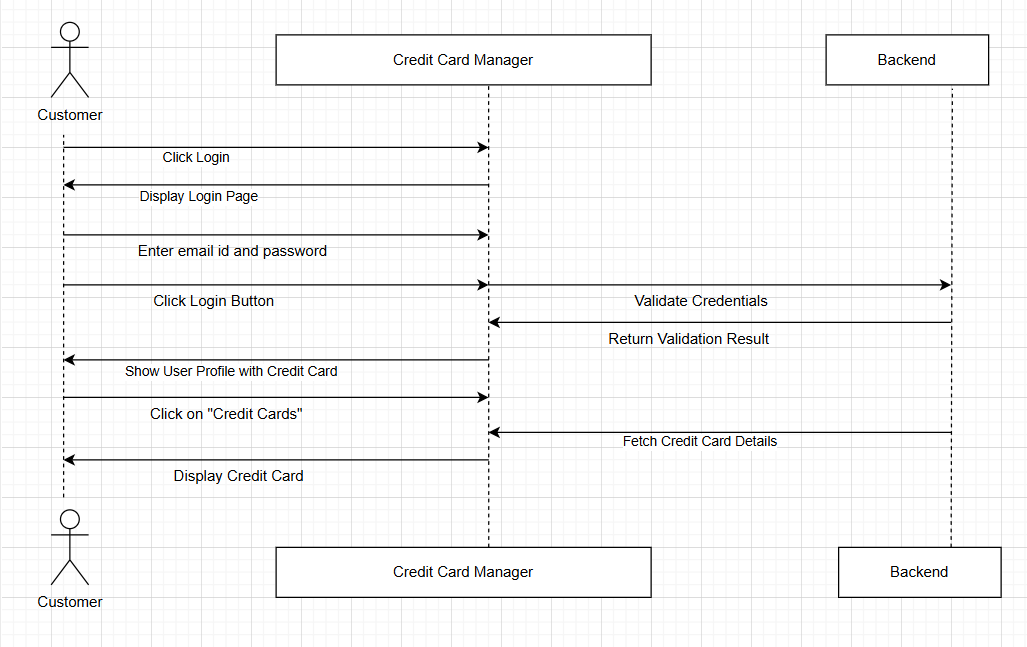 Credit Card Manager
Backend
Customer
Click Login
Display Login Page
Enter email id and password
Click Login Button
Validate Credentials
Return Validation Result
Show User Profile with Credit Card
Click on "Credit Cards"
Fetch Credit Card Details
Display Credit Card
Credit Card Manager
Backend
Customer